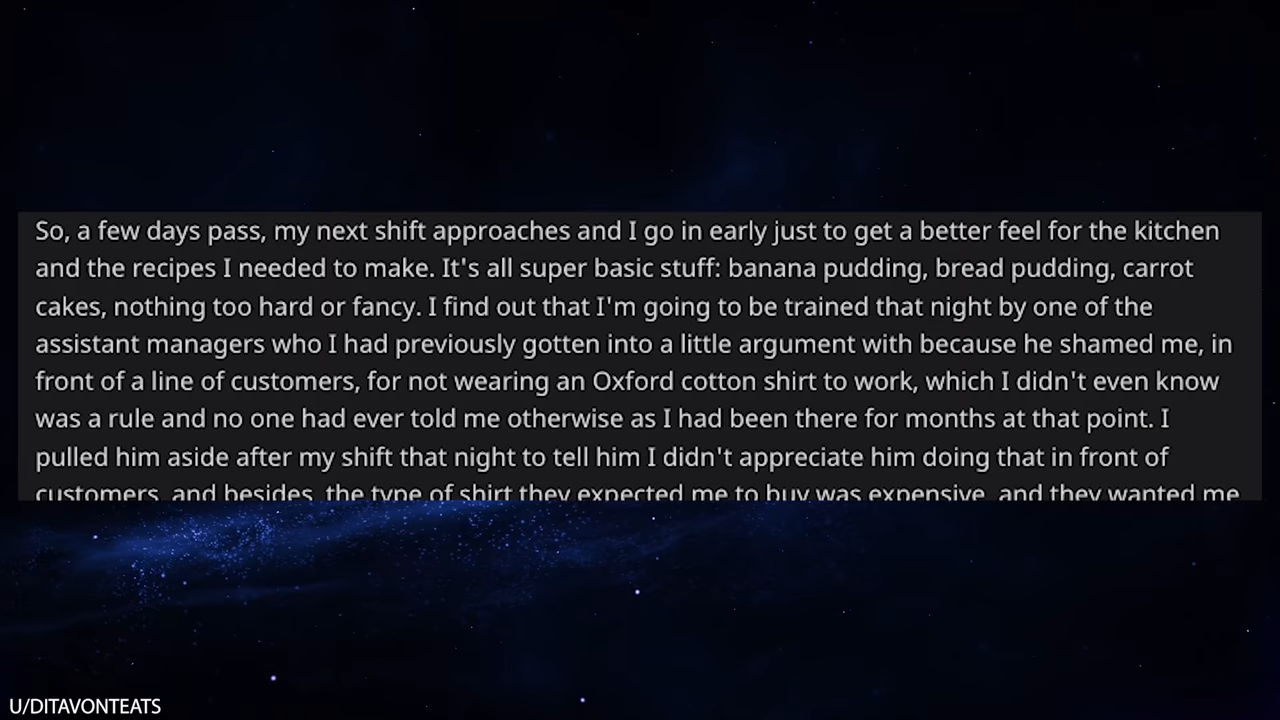 So, a few days pass, my next shift approaches and I go in early just to get a better feel for the kitchen
and the recipes I needed to make. It's all super basic stuff: banana pudding, bread pudding, carrot
cakes, nothing too hard or fancy. I find out that I'm going to be trained that night by one of the
assistant managers who I had previously gotten into a little argument with because he shamed me, in
front of a line of customers, for not wearing an Oxford cotton shirt to work, which I didn't even know
was a rule and no one had ever told me otherwise as I had been there for months at that point. I
pulled him aside after my shift that night to tell him I didn't appreciate him doing that in front of
customers, and besides, the type of shirt they expected me to buy was expensive, and they wanted me
U/DITAVONTEATS